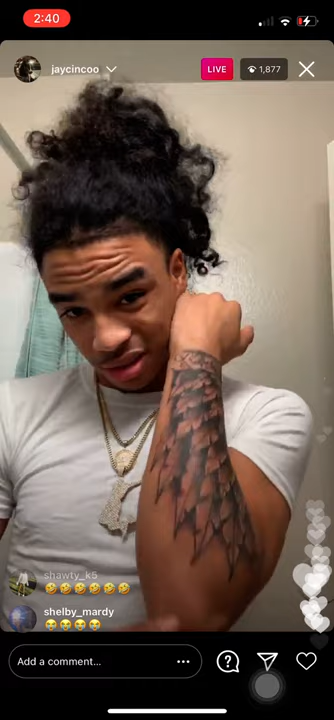 2:40
jaycincoo
LIVE
1,877
shawty_k5
shelby_mardy
Add a comment...